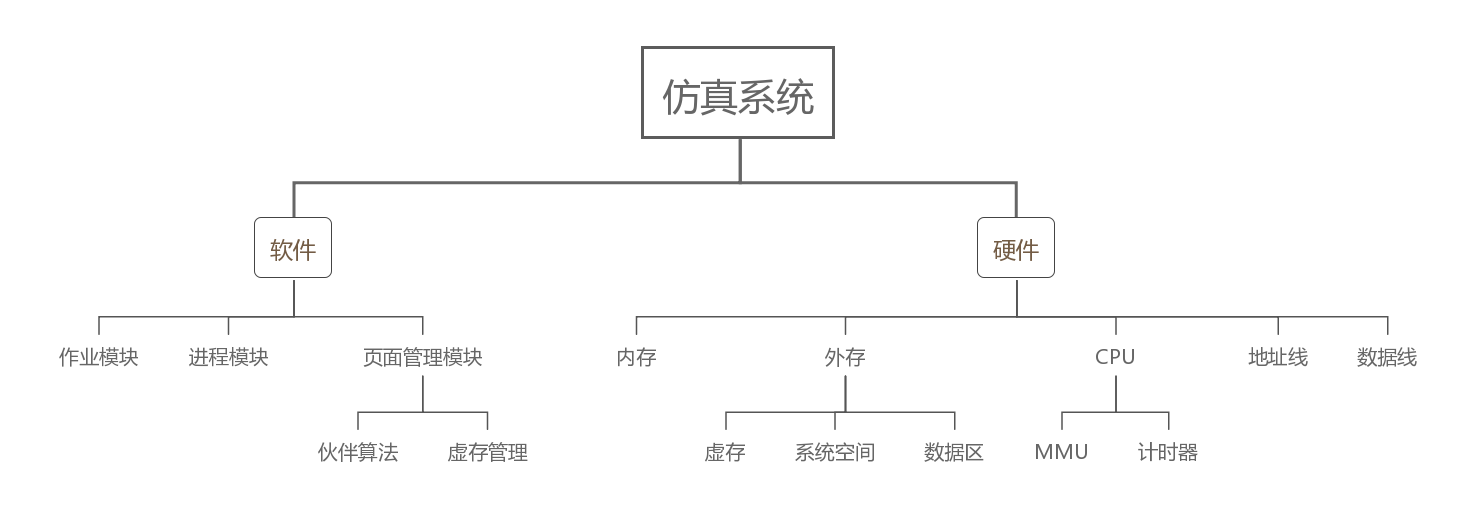 仿真系统
软件
硬件
作业模块
进程模块
页面管理模块
内存
外存
CPU
地址线
数据线
伙伴算法
虚存管理
虚存
系统空间
数据区
MMU
计时器